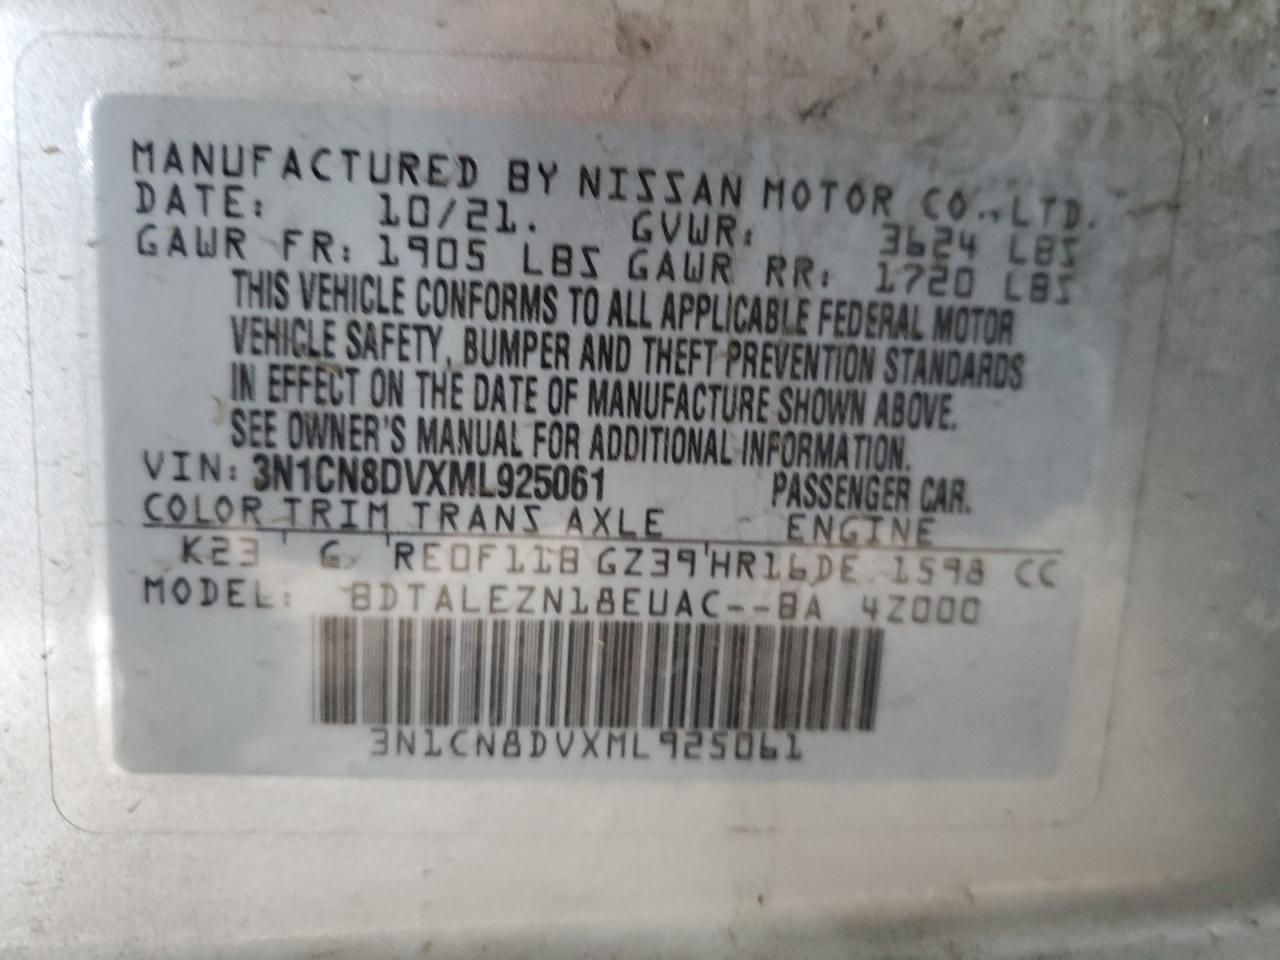 MANUFACTURED BY NISSAN MOTOR CO.,LTD.
DATE: 10/21. GVWR: 3624 LBS
GAWR FR: 1905 LBS GAWR RR: 1720 LBS
THIS VEHICLE CONFORMS TO ALL APPLICABLE FEDERAL MOTOR
VEHICLE SAFETY, BUMPER AND THEFT PREVENTION STANDARDS
IN EFFECT ON THE DATE OF MANUFACTURE SHOWN ABOVE.
SEE OWNER'S MANUAL FOR ADDITIONAL INFORMATION.
VIN: 3N1CN8DVXML925061 PASSENGER CAR.
COLOR TRIM TRANS AXLE ENGINE
K23 G RE0F11B GZ39 HR16DE 1598 CC
MODEL: BDTALEZN18EUAC--BA 4Z000
3N1CN8DVXML925061